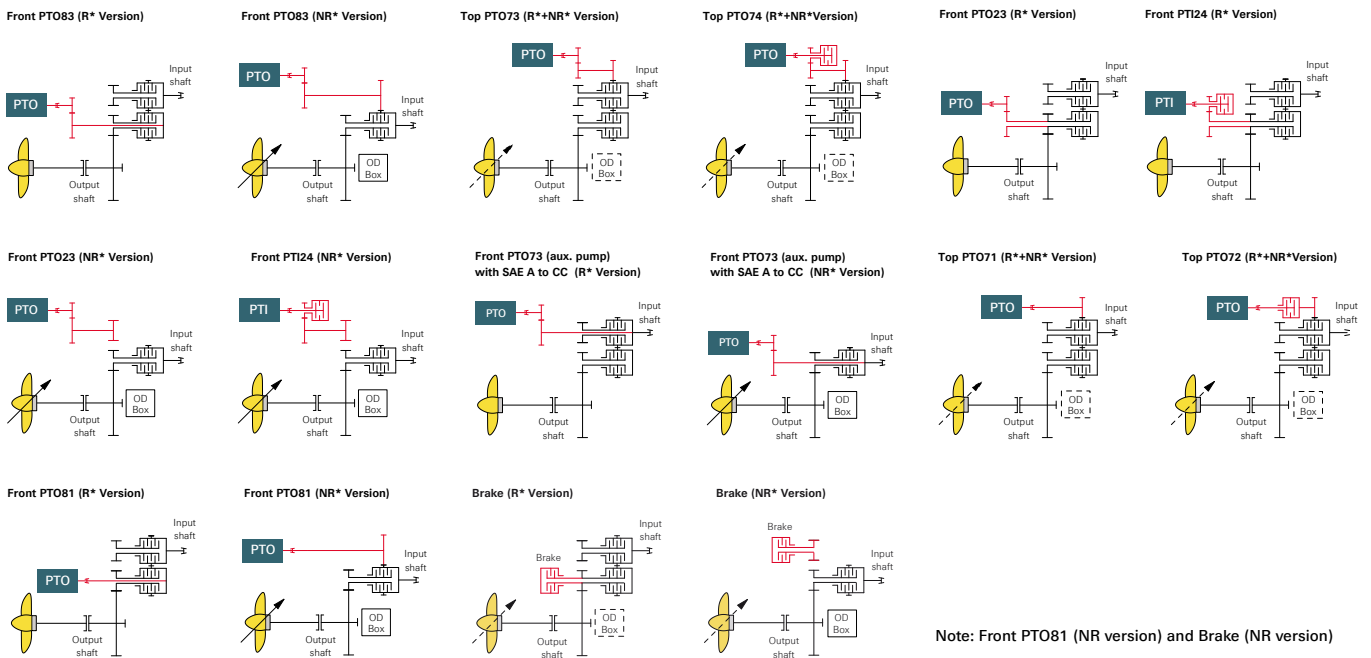 Front PTO83 (R* Version)
PTO
Input
shaft
Output
shaft
Front PTO83 (NR* Version)
PTO
Input
shaft
OD
Box
Output
shaft
Top PTO73 (R*+NR* Version)
PTO
Input
shaft
OD
Box
Output
shaft
Top PTO74 (R*+NR*Version)
PTO
Input
shaft
OD
Box
Output
shaft
Front PTO23 (R* Version)
PTO
Input
shaft
Output
shaft
Front PTI24 (R* Version)
PTI
Input
shaft
Output
shaft
Front PTO23 (NR* Version)
PTO
Input
shaft
OD
Box
Output
shaft
Front PTI24 (NR* Version)
PTI
Input
shaft
OD
Box
Output
shaft
Front PTO73 (aux. pump)
with SAE A to CC (R* Version)
PTO
Input
shaft
Output
shaft
Front PTO73 (aux. pump)
with SAE A to CC (NR* Version)
PTO
Input
shaft
OD
Box
Output
shaft
Top PTO71 (R*+NR* Version)
PTO
Input
shaft
OD
Box
Output
shaft
Top PTO72 (R*+NR*Version)
PTO
Input
shaft
OD
Box
Output
shaft
Front PTO81 (R* Version)
PTO
Input
shaft
Output
shaft
Front PTO81 (NR* Version)
PTO
Input
shaft
OD
Box
Output
shaft
Brake (R* Version)
Brake
Input
shaft
OD
Box
Output
shaft
Brake (NR* Version)
Brake
Input
shaft
OD
Box
Output
shaft
Note: Front PTO81 (NR version) and Brake (NR version)